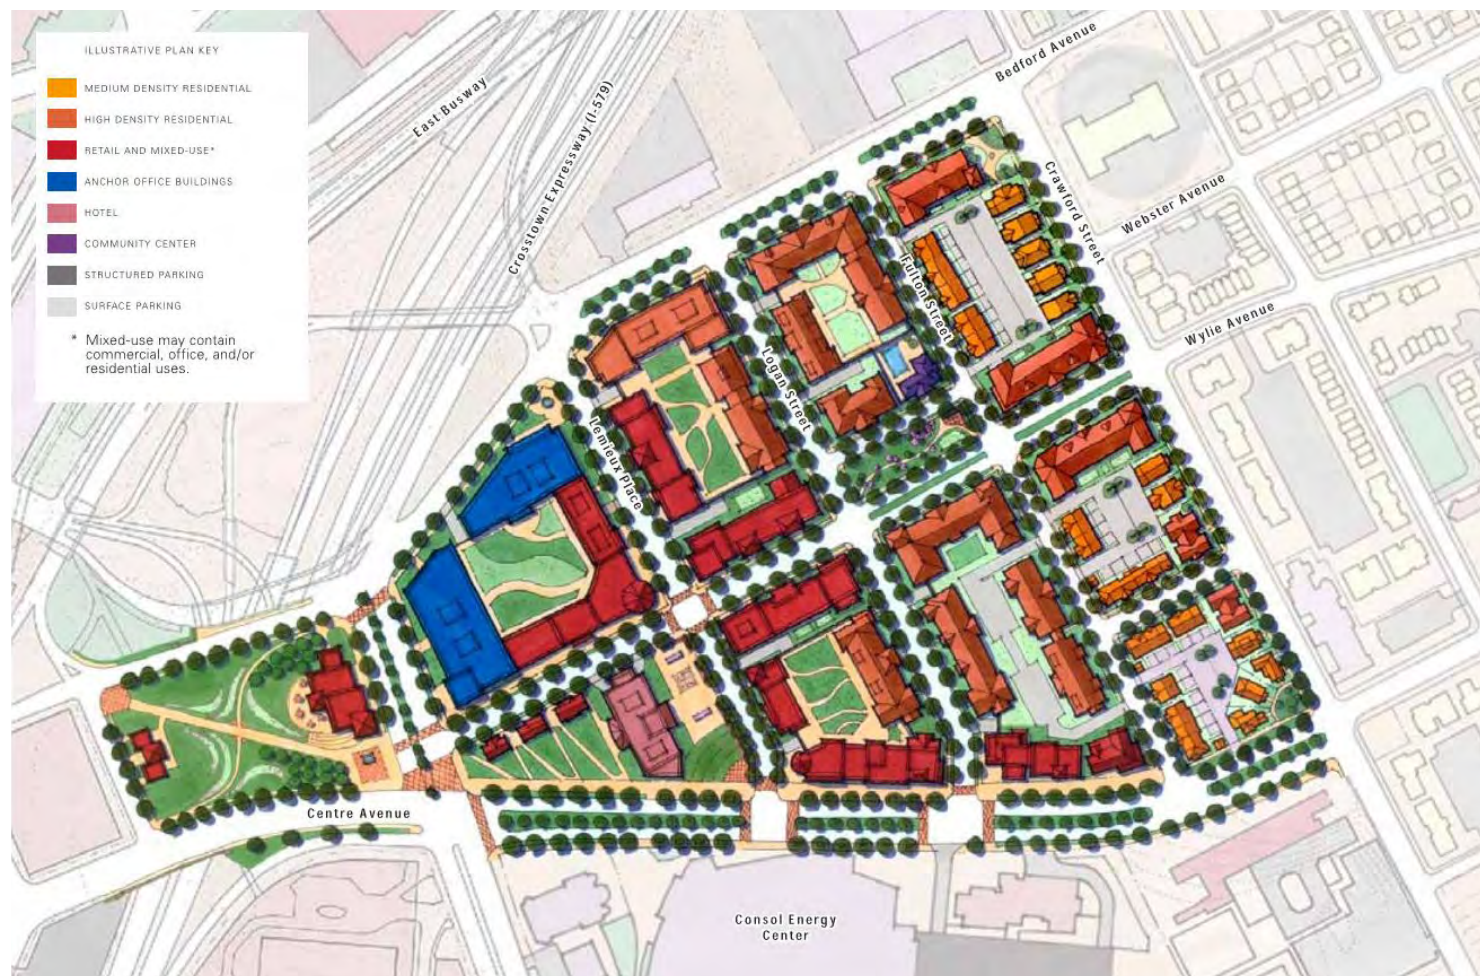 ILLUSTRATIVE PLAN KEY
MEDIUM DENSITY RESIDENTIAL
HIGH DENSITY RESIDENTIAL
RETAIL AND MIXED-USE*
ANCHOR OFFICE BUILDINGS
HOTEL
COMMUNITY CENTER
STRUCTURED PARKING
SURFACE PARKING
* Mixed-use may contain
commercial, office, and/or
residential uses.
East Busway
Crosstown Expressway (I-579)
Bedford Avenue
Crawford Street
Webster Avenue
Wylie Avenue
Fulton Street
Logan Street
Lemieux Place
Centre Avenue
Consol Energy
Center